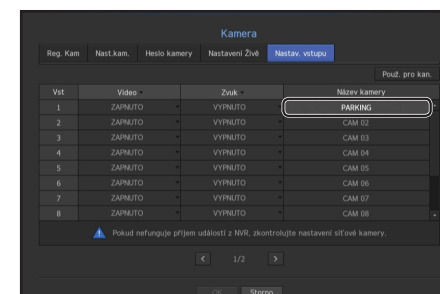 Kamera
Reg. Kam Nast.kam. Heslo kamery Nastavení Živě Nastav. vstupu
Použ. pro kan.
Vst Video Zvuk Název kamery
1 ZAPNUTO VYPNUTO PARKING
2 ZAPNUTO VYPNUTO CAM 02
3 ZAPNUTO VYPNUTO CAM 03
4 ZAPNUTO VYPNUTO CAM 04
5 ZAPNUTO VYPNUTO CAM 05
6 ZAPNUTO VYPNUTO CAM 06
7 ZAPNUTO VYPNUTO CAM 07
8 ZAPNUTO VYPNUTO CAM 08
Pokud nefunguje příjem událostí z NVR, zkontrolujte nastavení síťové kamery.
< 1/2 >
OK Storno